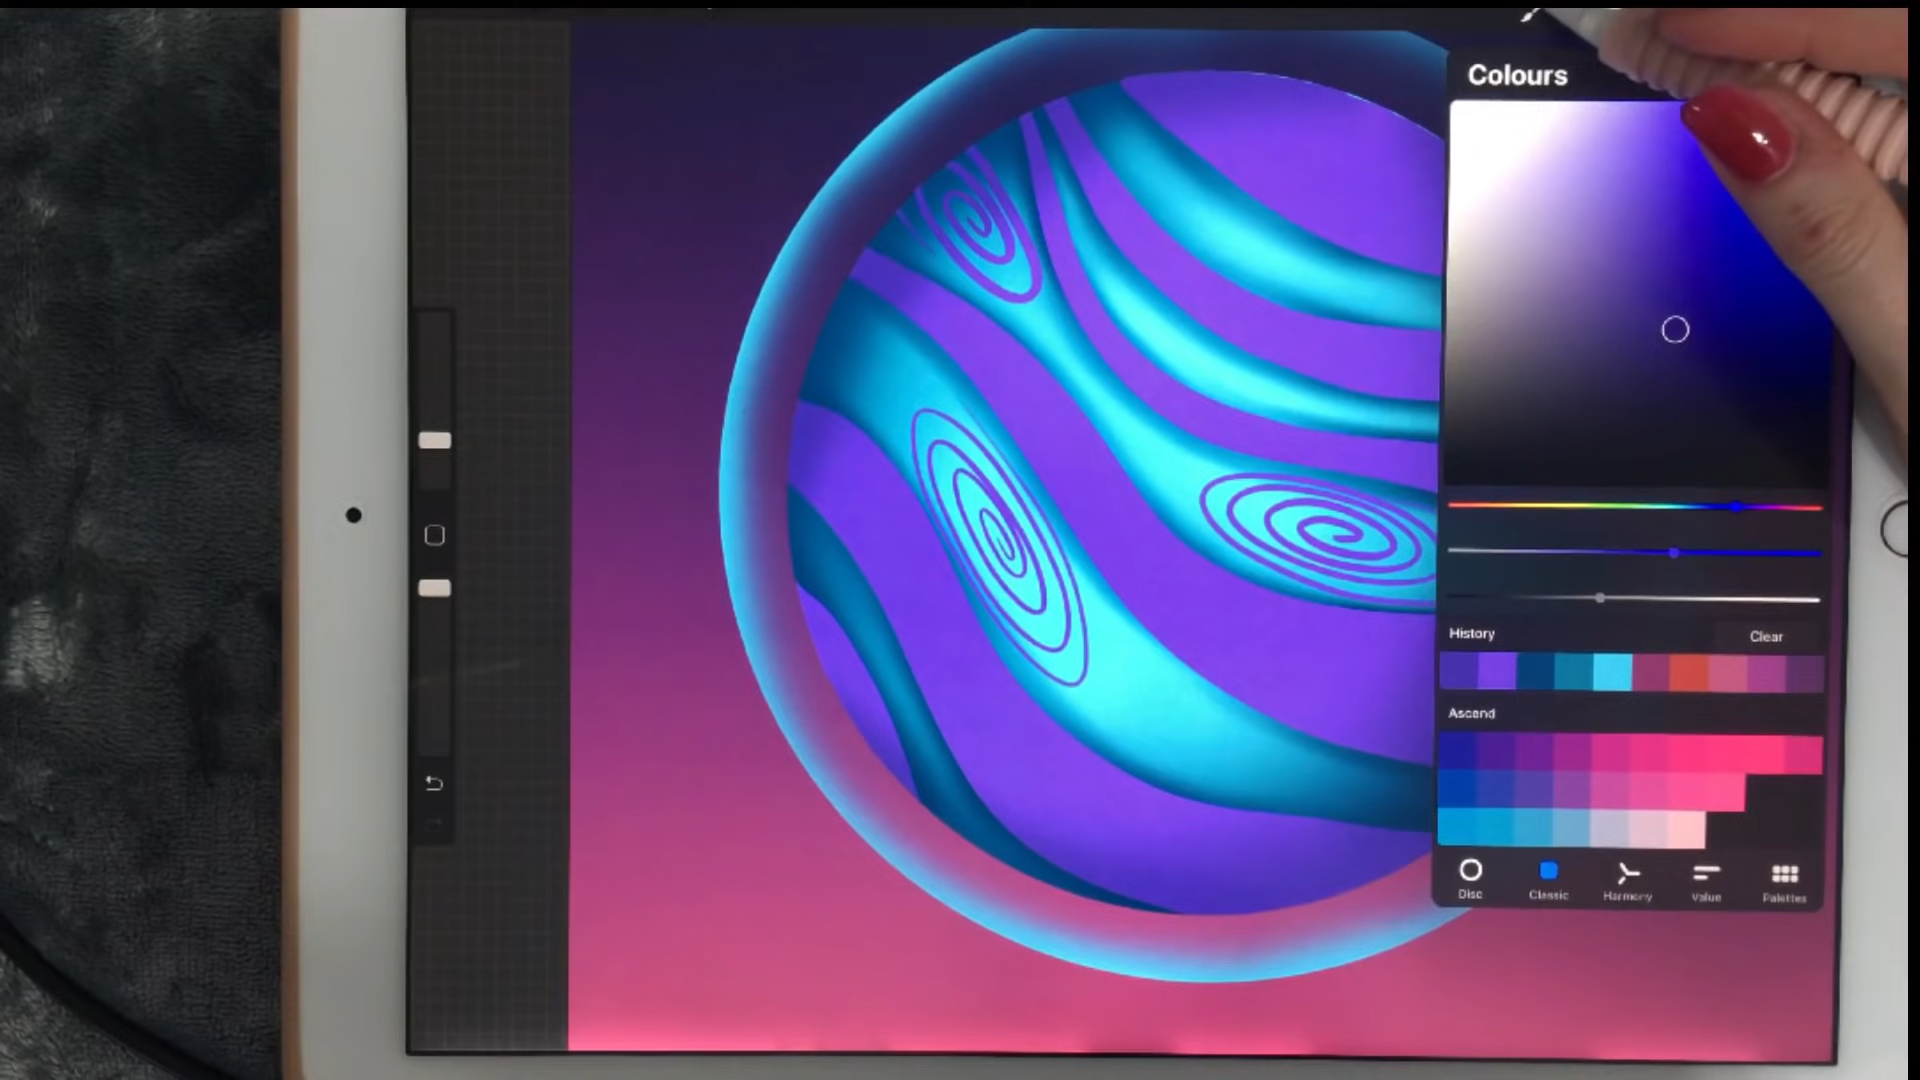 Colours
History
Clear
Ascend
Disc
Classic
Harmony
Value
Palettes